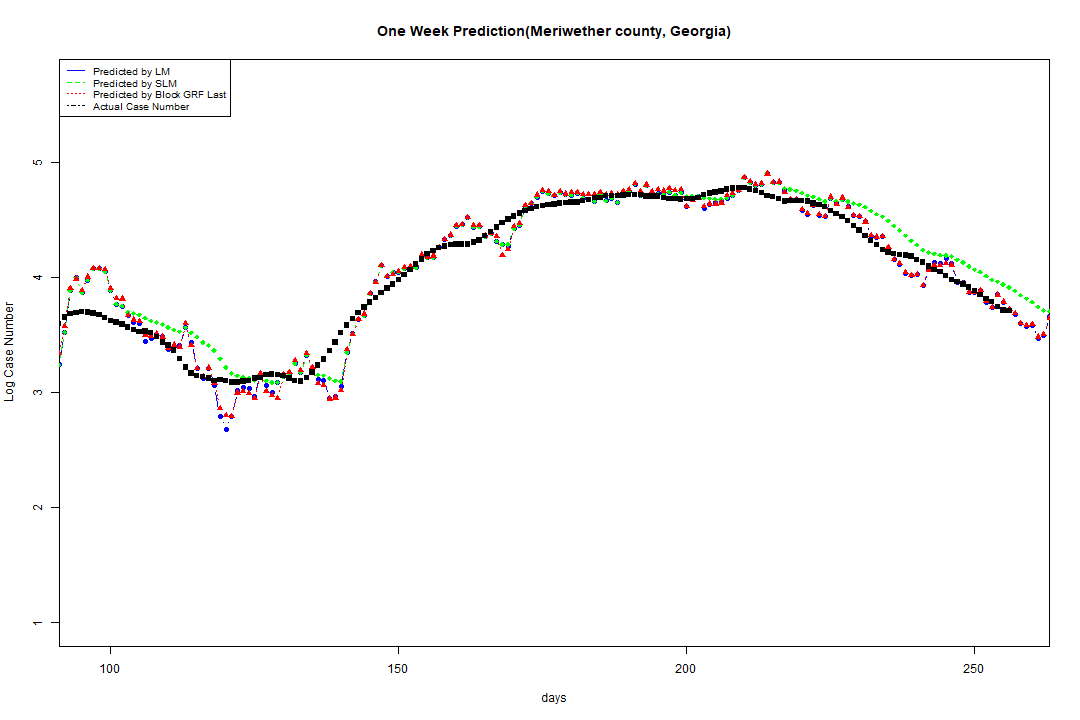 One Week Prediction(Meriwether county, Georgia)
Predicted by LM
Predicted by SLM
Predicted by Block GRF Last
Actual Case Number
5
4
3
2
1
Log Case Number
100 150 200 250
days